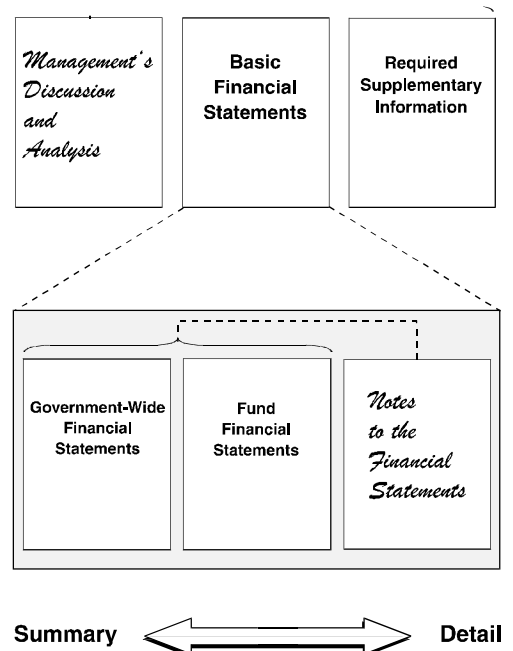 Management's
Discussion
and
Analysis
Basic
Financial
Statements
Required
Supplementary
Information
Government-Wide
Financial
Statements
Fund
Financial
Statements
Notes
to the
Financial
Statements
Summary
Detail